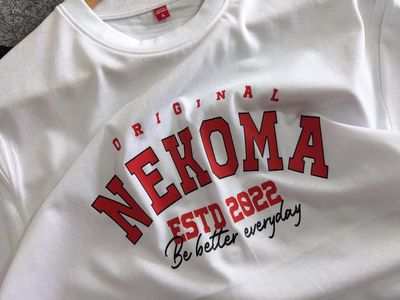 ORIGINAL
NEKOMA
ESTD 2022
Be better everyday